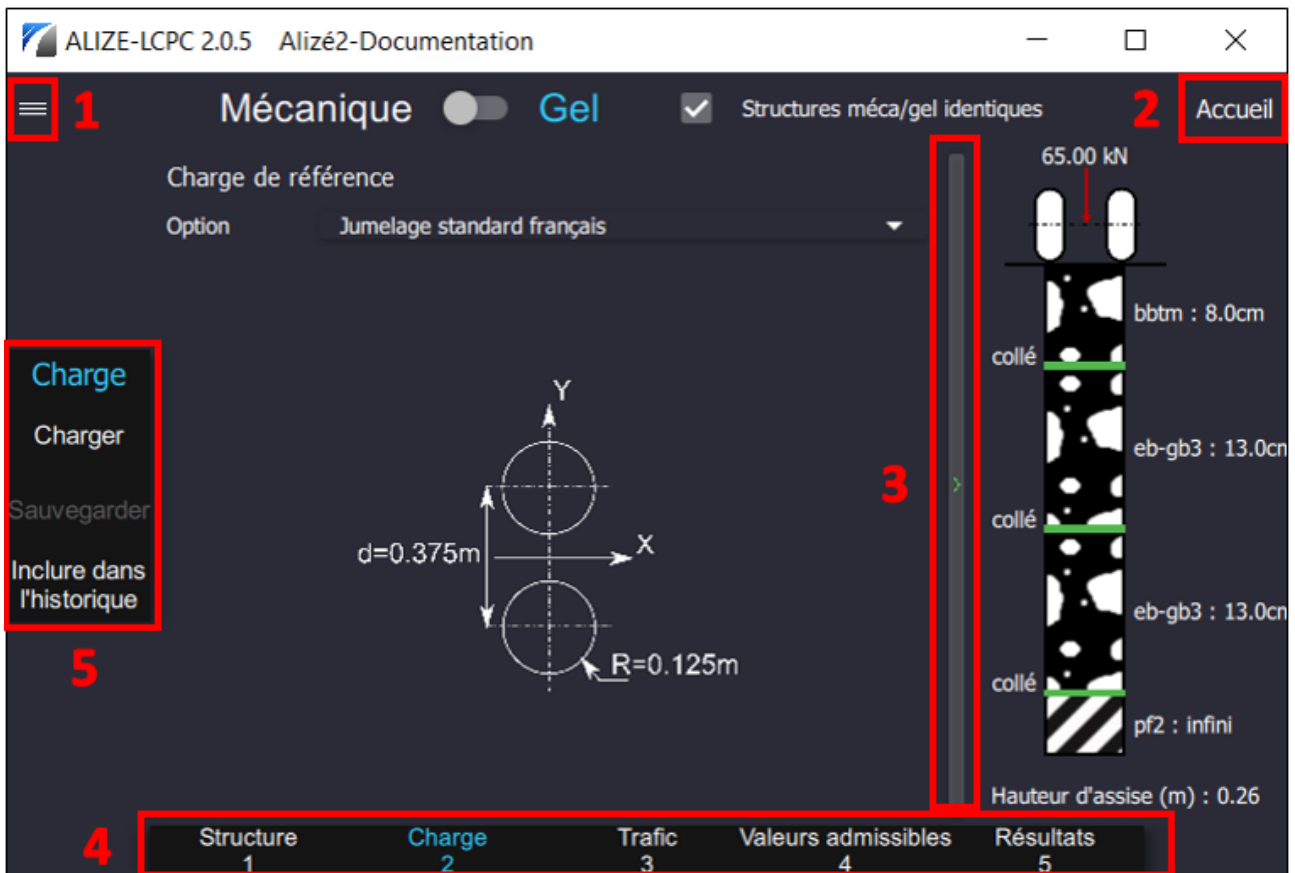 ALIZE-LCPC 2.0.5 Alizé2-Documentation
1
Mécanique Gel
Structures méca/gel identiques
2
Accueil
Charge de référence
Option Jumelage standard français
65.00 kN
bbtm : 8.0cm
collé
eb-gb3 : 13.0cm
collé
eb-gb3 : 13.0cm
collé
pf2 : infini
Hauteur d'assise (m) : 0.26
3
Y
X
d=0.375m
R=0.125m
Charge
Charger
Sauvegarder
Inclure dans
l'historique
5
4
Structure Charge Trafic Valeurs admissibles Résultats
1 2 3 4 5